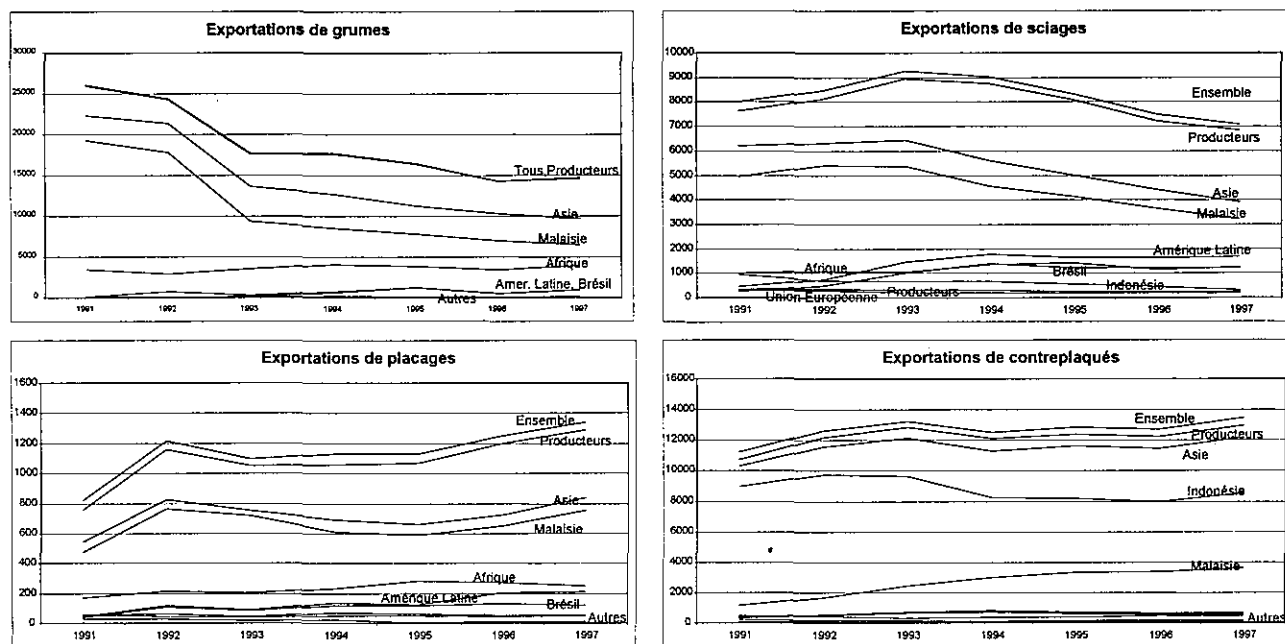 Exportations de grumes
30000
25000
20000
15000
10000
5000
0
Tous Producteurs
Asie
Malaisie
Afrique
Amer. Latine, Brésil
Autres
1991 1992 1993 1994 1995 1996 1997
Exportations de sciages
10000
9000
8000
7000
6000
5000
4000
3000
2000
1000
0
Ensemble
Producteurs
Asie
Malaisie
Amérique Latine
Afrique
Brésil
Indonésie
Union Européenne
Producteurs
1991 1992 1993 1994 1995 1996 1997
Exportations de placages
1600
1400
1200
1000
800
600
400
200
0
Ensemble
Producteurs
Asie
Malaisie
Afrique
Amérique Latine
Brésil
Autres
1991 1992 1993 1994 1995 1996 1997
Exportations de contreplaqués
16000
14000
12000
10000
8000
6000
4000
2000
0
Ensemble
Producteurs
Asie
Indonésie
Malaisie
Autres
1991 1992 1993 1994 1995 1996 1997